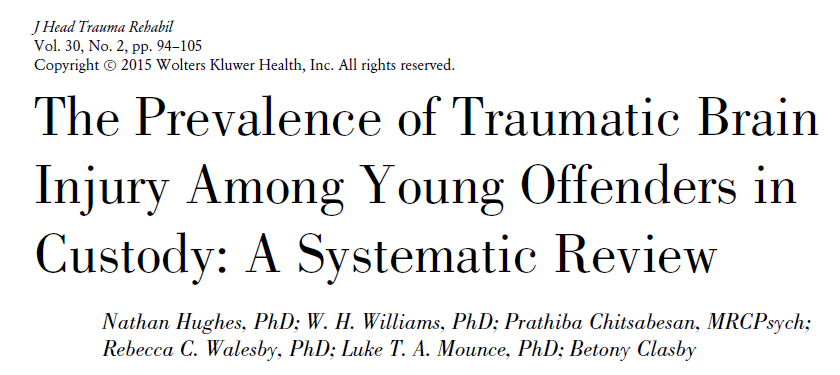 J Head Trauma Rehabil
Vol. 30, No. 2, pp. 94–105
Copyright © 2015 Wolters Kluwer Health, Inc. All rights reserved.
The Prevalence of Traumatic Brain
Injury Among Young Offenders in
Custody: A Systematic Review
Nathan Hughes, PhD; W. H. Williams, PhD; Prathiba Chitsabesan, MRCPsych;
Rebecca C. Walesby, PhD; Luke T. A. Mounce, PhD; Betony Clasby